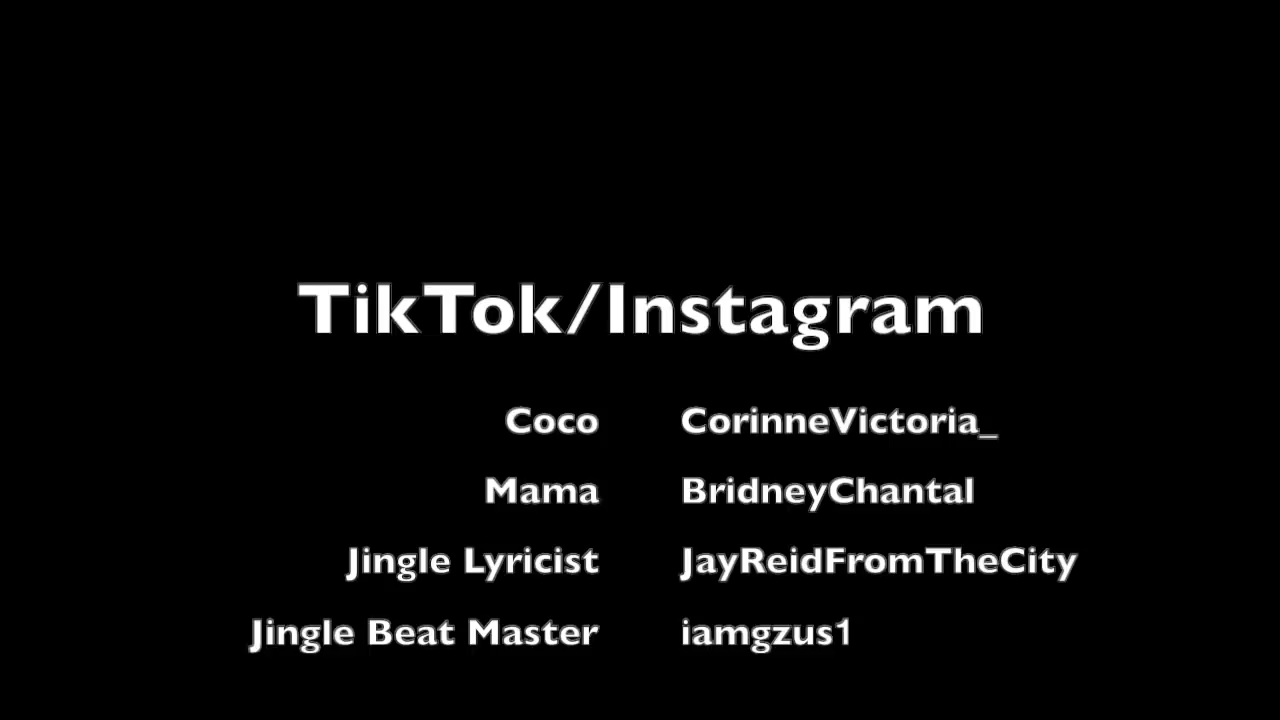 TikTok/Instagram
Coco CorinneVictoria_
Mama BridneyChantal
Jingle Lyricist JayReidFromTheCity
Jingle Beat Master iamgzus1